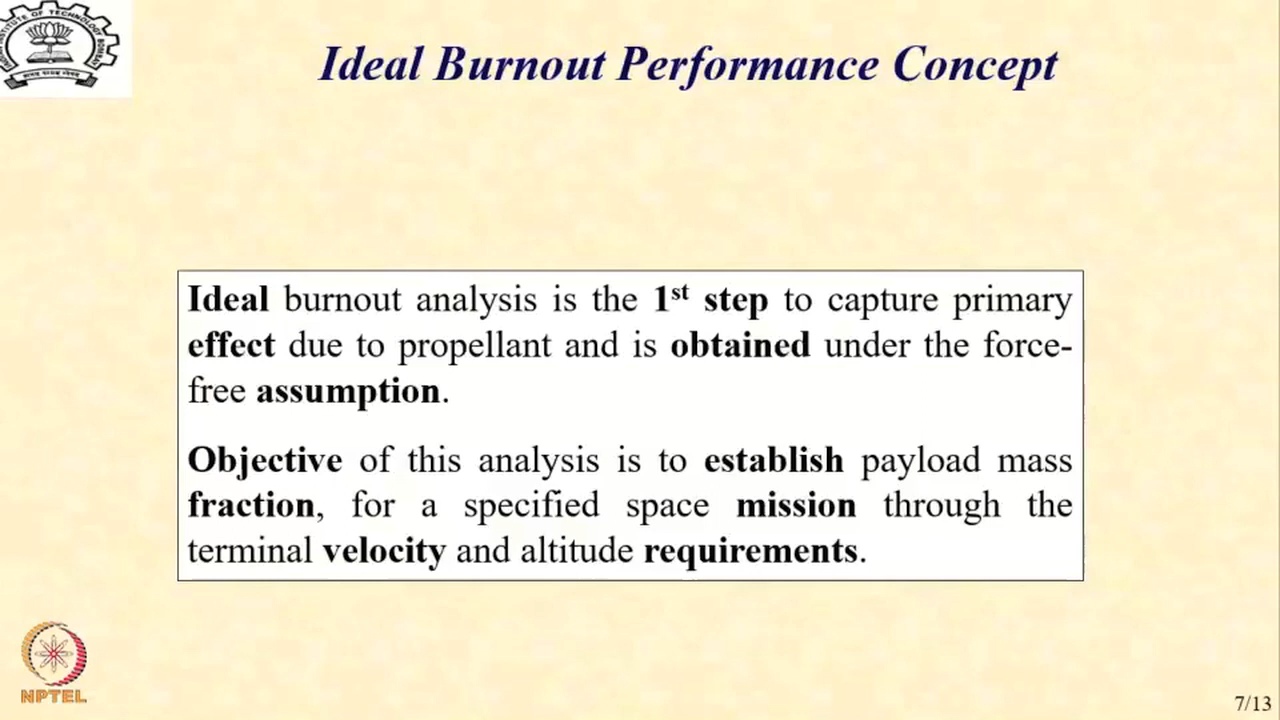 Ideal Burnout Performance Concept
Ideal burnout analysis is the 1st step to capture primary
effect due to propellant and is obtained under the force-
free assumption.
Objective of this analysis is to establish payload mass
fraction, for a specified space mission through the
terminal velocity and altitude requirements.
NPTEL
7/13